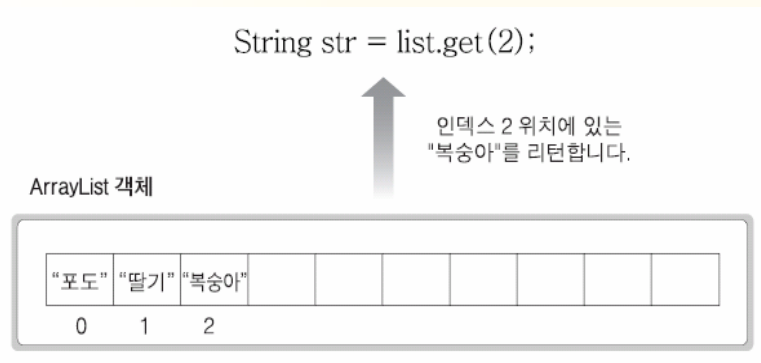 String str = list.get(2);
인덱스 2 위치에 있는
"복숭아"를 리턴합니다.
ArrayList 객체
“포도” “딸기” “복숭아”
0 1 2